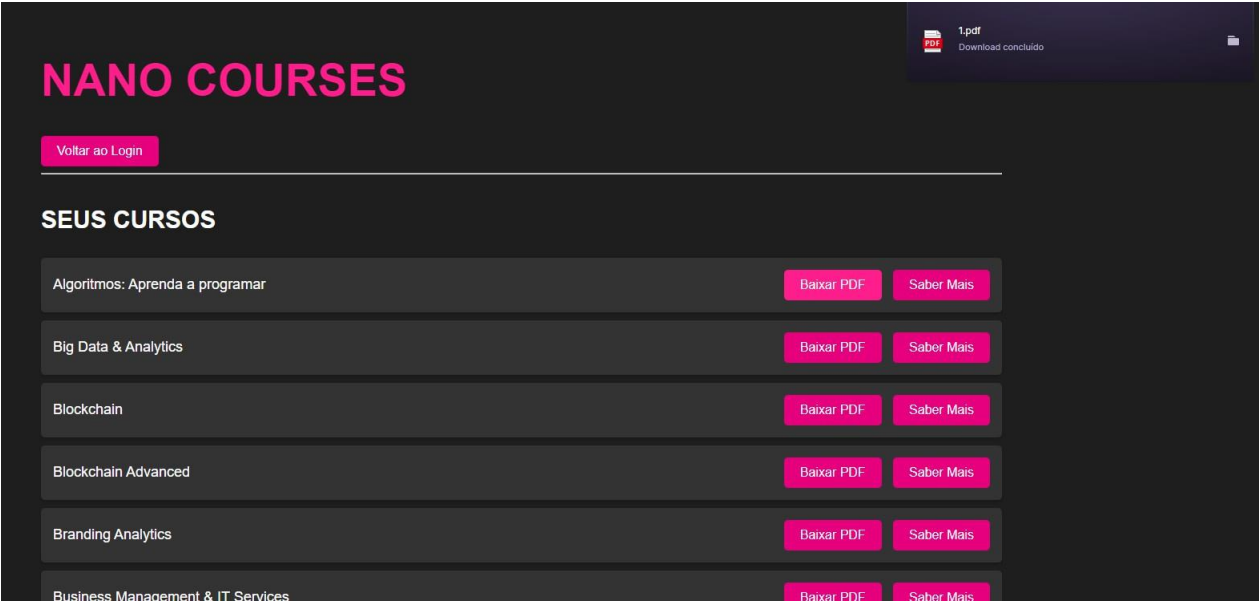 1.pdf
PDF
Download concluído
NANO COURSES
Voltar ao Login
SEUS CURSOS
Algoritmos: Aprenda a programar Baixar PDF Saber Mais
Big Data & Analytics Baixar PDF Saber Mais
Blockchain Baixar PDF Saber Mais
Blockchain Advanced Baixar PDF Saber Mais
Branding Analytics Baixar PDF Saber Mais
Business Management & IT Services Baixar PDF Saber Mais